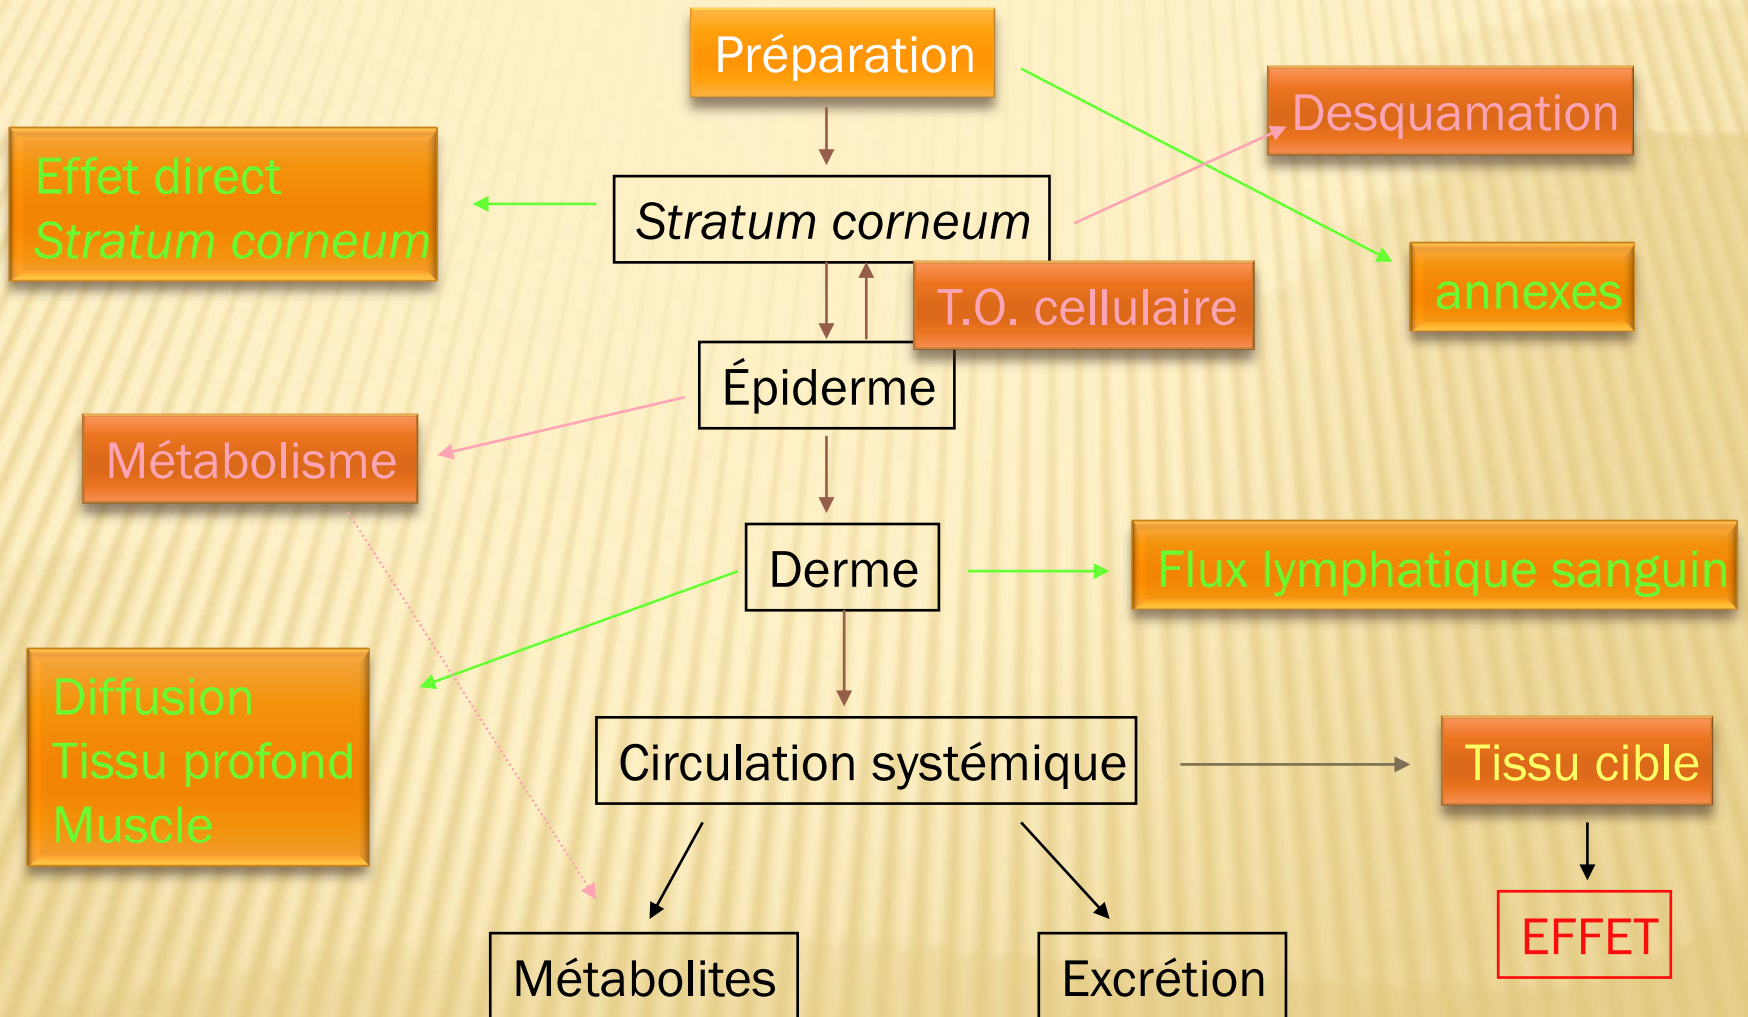 Préparation
Desquamation
Effet direct
Stratum corneum
Stratum corneum
annexes
T.O. cellulaire
Épiderme
Métabolisme
Derme
Flux lymphatique sanguin
Diffusion
Tissu profond
Muscle
Circulation systémique
Tissu cible
EFFET
Métabolites
Excrétion